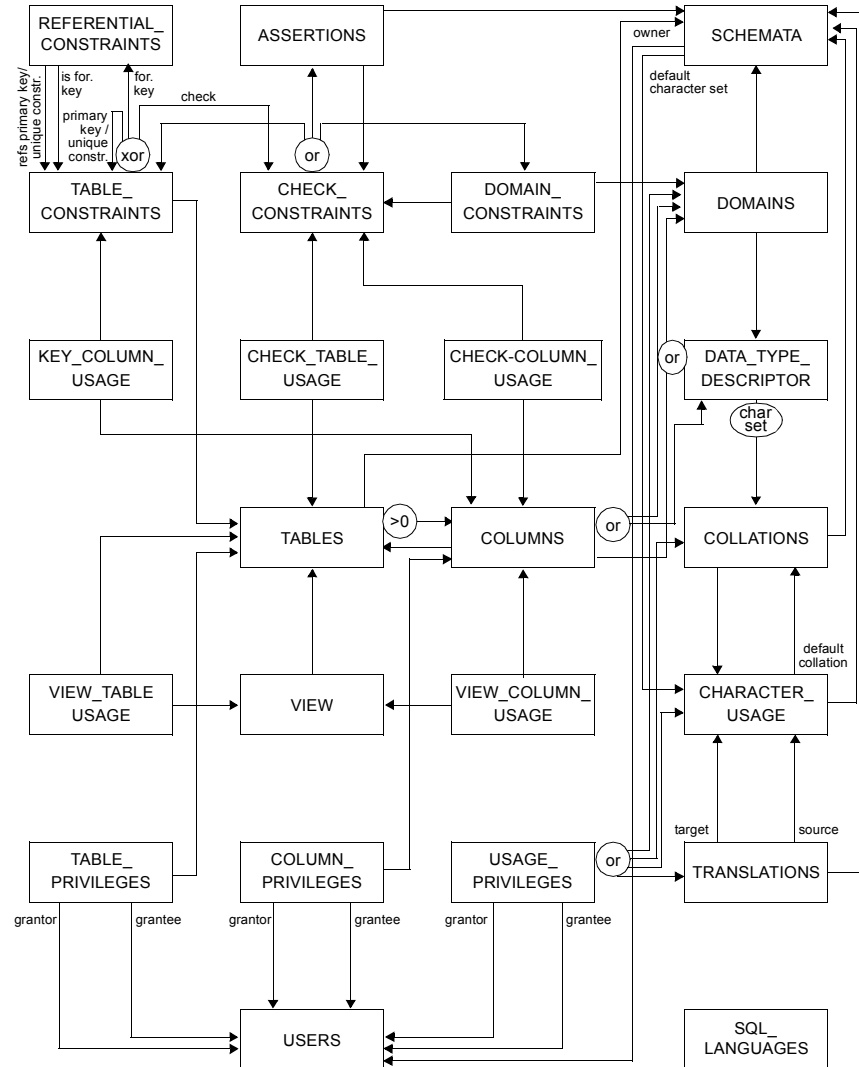 REFERENTIAL_
CONSTRAINTS
ASSERTIONS
owner
SCHEMATA
refs primary key/
unique constr.
is for.
key
for.
key
check
default
character set
primary
key /
unique
constr.
xor
or
TABLE_
CONSTRAINTS
CHECK_
CONSTRAINTS
DOMAIN_
CONSTRAINTS
DOMAINS
KEY_COLUMN_
USAGE
CHECK_TABLE_
USAGE
CHECK-COLUMN_
USAGE
or
DATA_TYPE_
DESCRIPTOR
char
set
TABLES
>0
COLUMNS
or
COLLATIONS
default
collation
VIEW_TABLE
USAGE
VIEW
VIEW_COLUMN_
USAGE
CHARACTER_
USAGE
target
source
TABLE_
PRIVILEGES
COLUMN_
PRIVILEGES
USAGE_
PRIVILEGES
or
TRANSLATIONS
grantor
grantee
grantor
grantee
grantor
grantee
USERS
SQL_
LANGUAGES